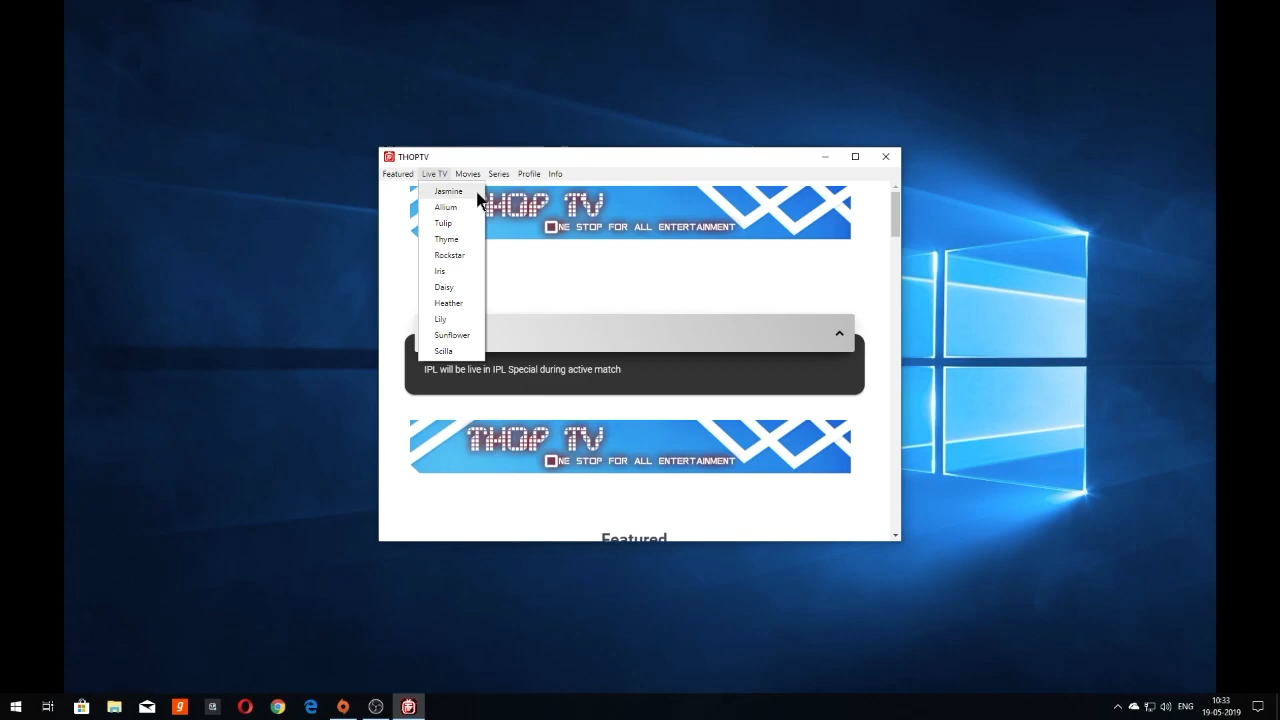 THOPTV
Featured Live TV Movies Series Profile Info
Jasmine
Allium
Tulip
Thyme
Rockstar
Iris
Daisy
Heather
Lily
Sunflower
Scilla
HOP TV
ONE STOP FOR ALL ENTERTAINMENT
IPL will be live in IPL Special during active match
THOP TV
ONE STOP FOR ALL ENTERTAINMENT
Featured
ENG
10:33
19-05-2019